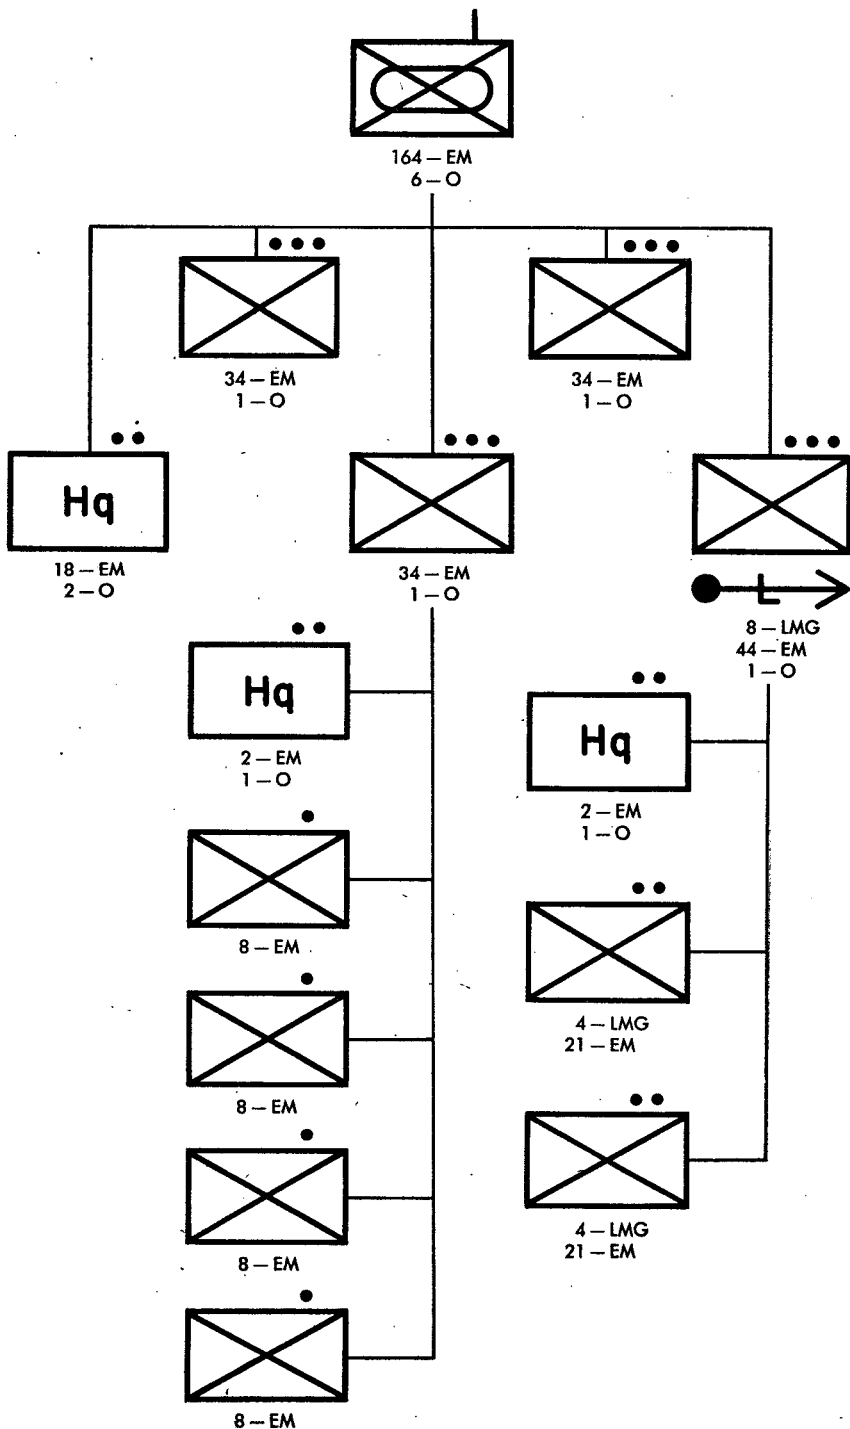 164 – EM
6 – O
34 – EM
1 – O
34 – EM
1 – O
Hq
18 – EM
2 – O
34 – EM
1 – O
L
8 – LMG
44 – EM
1 – O
Hq
2 – EM
1 – O
8 – EM
8 – EM
8 – EM
8 – EM
Hq
2 – EM
1 – O
4 – LMG
21 – EM
4 – LMG
21 – EM